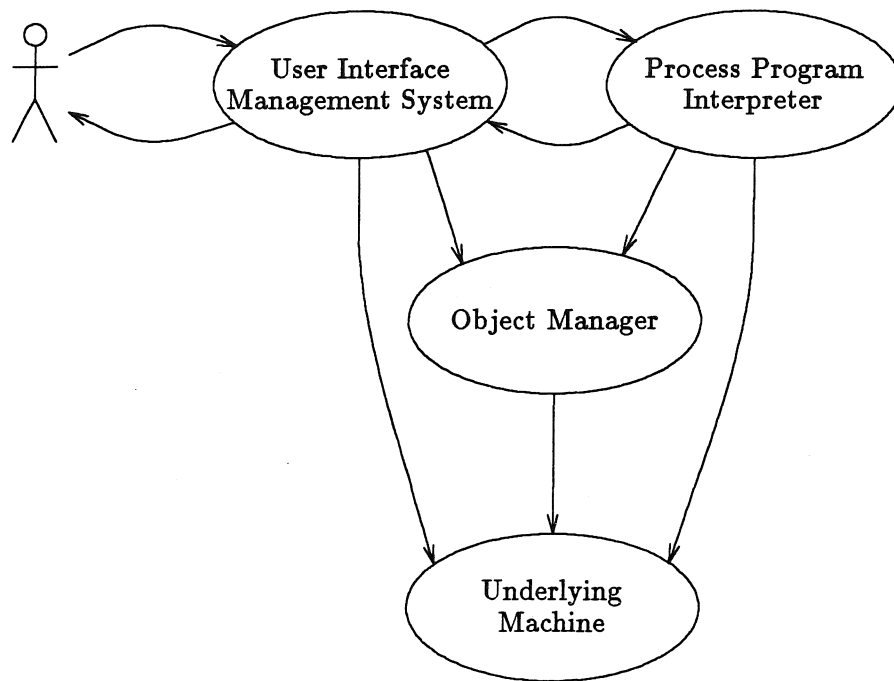 User Interface
Management System
Process Program
Interpreter
Object Manager
Underlying
Machine